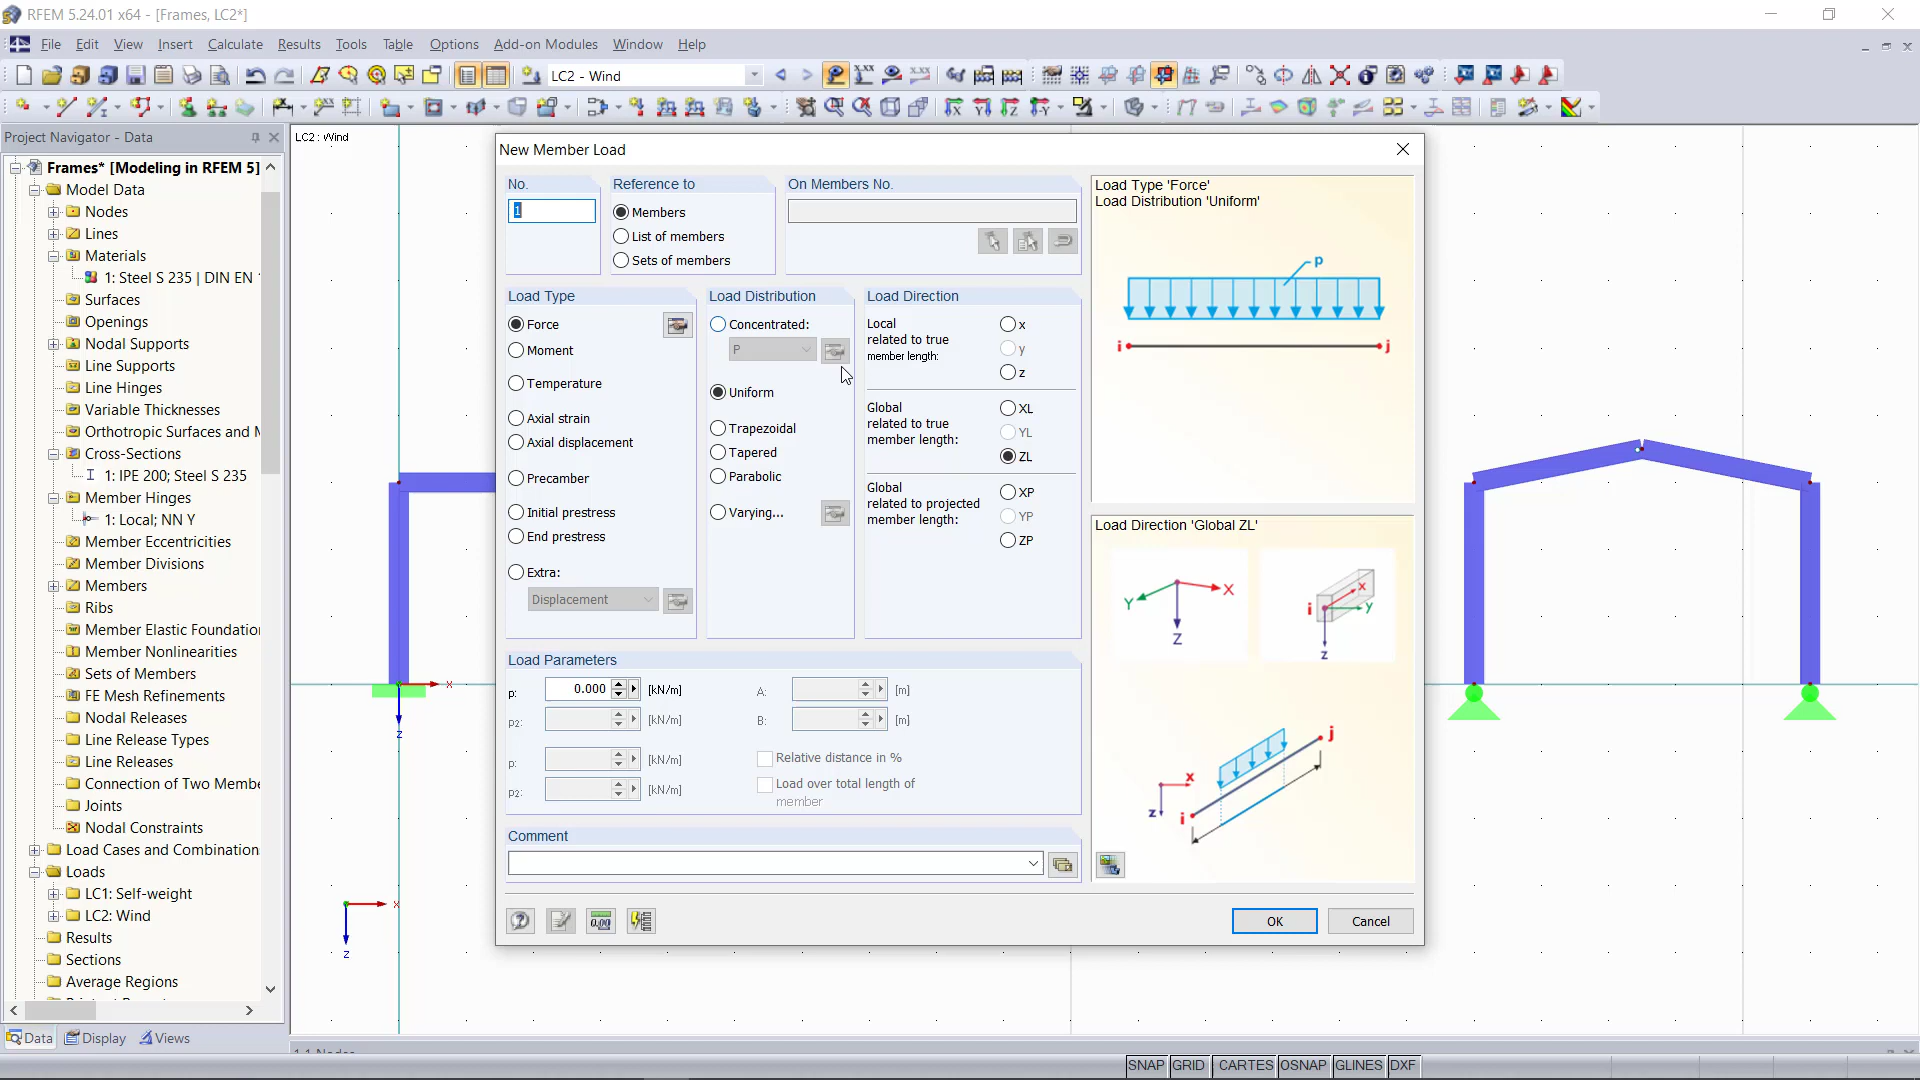 RFEM 5.24.01 x64 - [Frames, LC2*]
File Edit View Insert Calculate Results Tools Table Options Add-on Modules Window Help
LC2 - Wind
Project Navigator - Data
Frames* [Modeling in RFEM 5]
Model Data
Nodes
Lines
Materials
1: Steel S 235 | DIN EN
Surfaces
Openings
Nodal Supports
Line Supports
Line Hinges
Variable Thicknesses
Orthotropic Surfaces and M
Cross-Sections
1: IPE 200; Steel S 235
Member Hinges
1: Local; NN Y
Member Eccentricities
Member Divisions
Members
Ribs
Member Elastic Foundation
Member Nonlinearities
Sets of Members
FE Mesh Refinements
Nodal Releases
Line Release Types
Line Releases
Connection of Two Membe
Joints
Nodal Constraints
Load Cases and Combination
Loads
LC1: Self-weight
LC2: Wind
Results
Sections
Average Regions
Data Display Views
LC2 : Wind
x
z
x
z
New Member Load
No.
1
Reference to
Members
List of members
Sets of members
On Members No.
Load Type
Force
Moment
Temperature
Axial strain
Axial displacement
Precamber
Initial prestress
End prestress
Extra:
Displacement
Load Distribution
Concentrated:
P
Uniform
Trapezoidal
Tapered
Parabolic
Varying...
Load Direction
Local
related to true
member length:
x
y
z
Global
related to true
member length:
XL
YL
ZL
Global
related to projected
member length:
XP
YP
ZP
Load Parameters
p: 0.000 [kN/m] A: [m]
p2: [kN/m] B: [m]
p: [kN/m] Relative distance in %
p2: [kN/m] Load over total length of
member
Comment
0,00
OK Cancel
Load Type 'Force'
Load Distribution 'Uniform'
p
i j
Load Direction 'Global ZL'
X
Y
Z
i
x
y
z
x
z
i
j
SNAP GRID CARTES OSNAP GLINES DXF